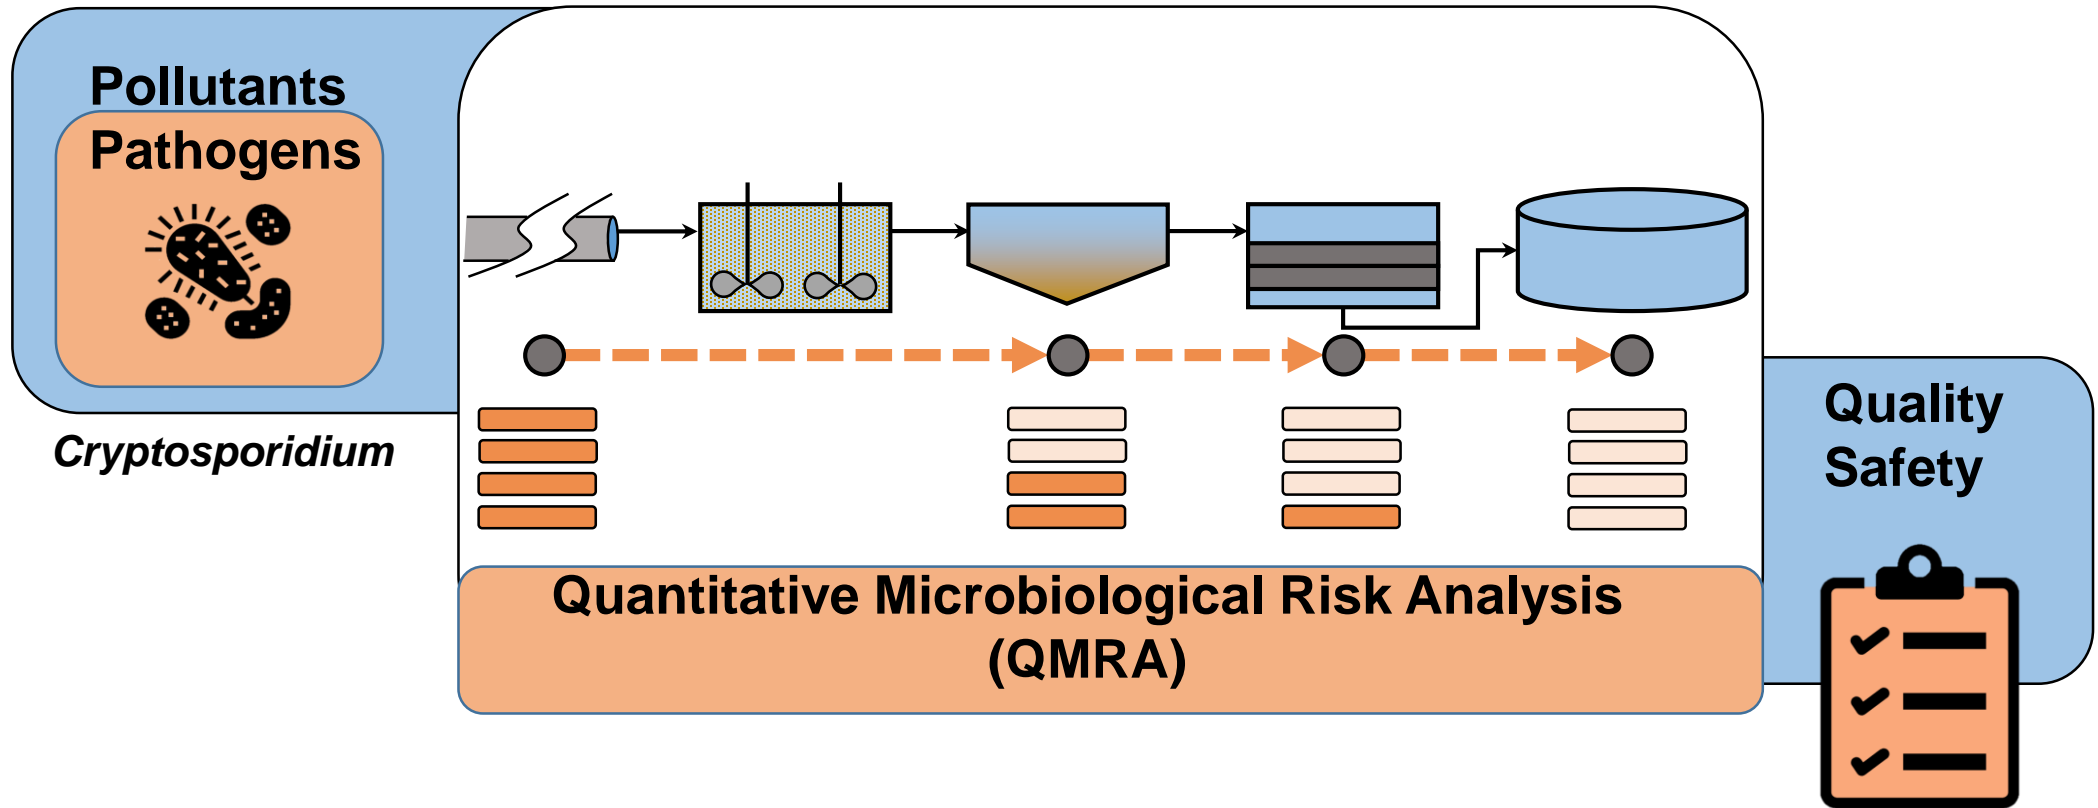 Pollutants
Pathogens
Cryptosporidium
Quality
Safety
Quantitative Microbiological Risk Analysis
(QMRA)